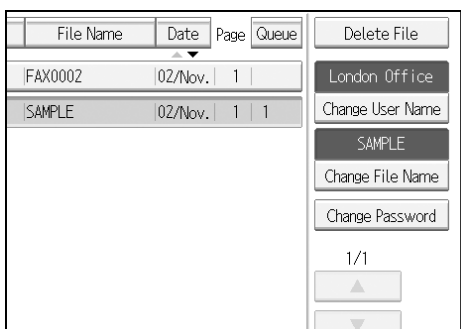 File Name Date Page Queue
FAX0002 02/Nov. 1
SAMPLE 02/Nov. 1 1
Delete File
London Office
Change User Name
SAMPLE
Change File Name
Change Password
1/1